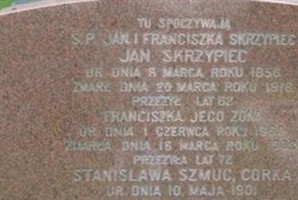 TU SPOCZYWAJĄ
S.P. JAN I FRANCISZKA SKRZYPIEC
JAN SKRZYPIEC
UR. DNIA 8 MARCA ROKU 1856
ZMARŁ DNIA 20 MARCA ROKU 1918
PRZEŻYŁ LAT 62
FRANCISZKA JEGO ŻONA
UR. DNIA 1 CZERWCA ROKU
ZMARŁA DNIA 16 MARCA ROKU
PRZEŻYŁA LAT 72
STANISŁAWA SZMUC, CÓRKA
UR. DNIA 10 MAJA 1901